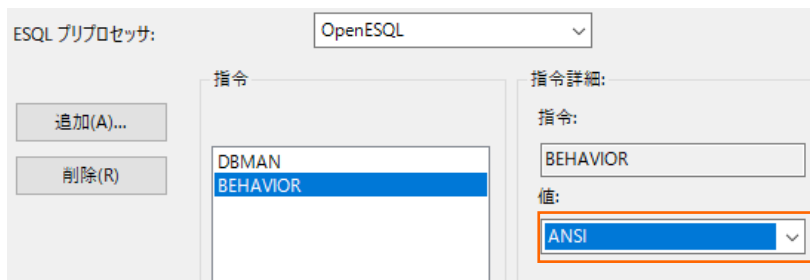 ESQL プリプロセッサ:
OpenESQL
追加(A)...
削除(R)
指令
DBMAN
BEHAVIOR
指令詳細:
指令:
BEHAVIOR
値:
ANSI